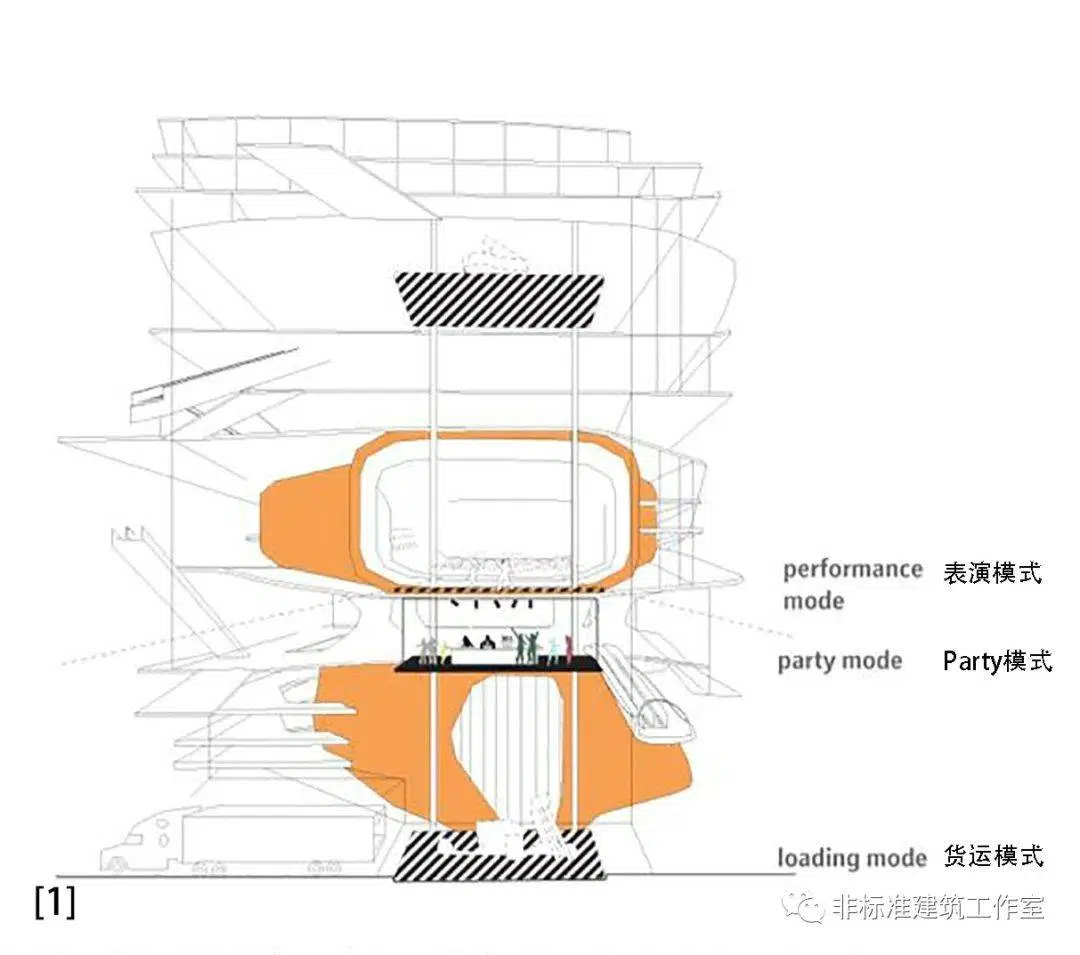 performance 表演模式
mode
party mode Party模式
loading mode 货运模式
[1]
非标准建筑工作室